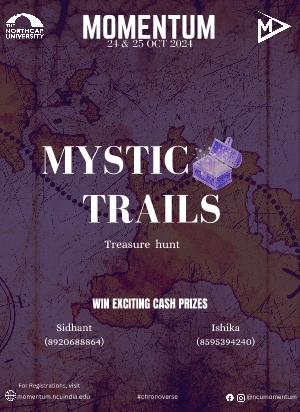 THE
NORTHCAP
UNIVERSITY
MOMENTUM
24 & 25 OCT 2024
M
MYSTIC
TRAILS
Treasure hunt
WIN EXCITING CASH PRIZES
Sidhant
(8920688864)
Ishika
(8595394240)
For Registrations, visit
momentum.ncuindia.edu
#chronoverse
@ncumomentum